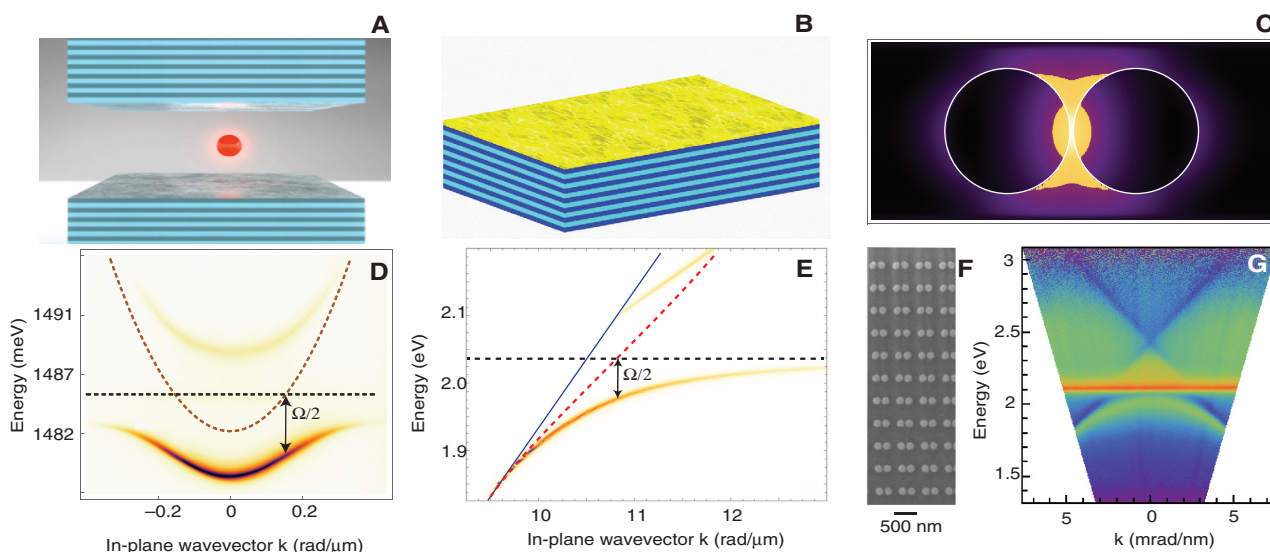 A
B
C
D
1491
1487
1482
Energy (meV)
Ω/2
−0.2
0
0.2
In-plane wavevector k (rad/μm)
E
2.1
2.0
1.9
Energy (eV)
Ω/2
10
11
12
In-plane wavevector k (rad/μm)
F
500 nm
G
3
2.5
2
1.5
Energy (eV)
5
0
5
k (mrad/nm)